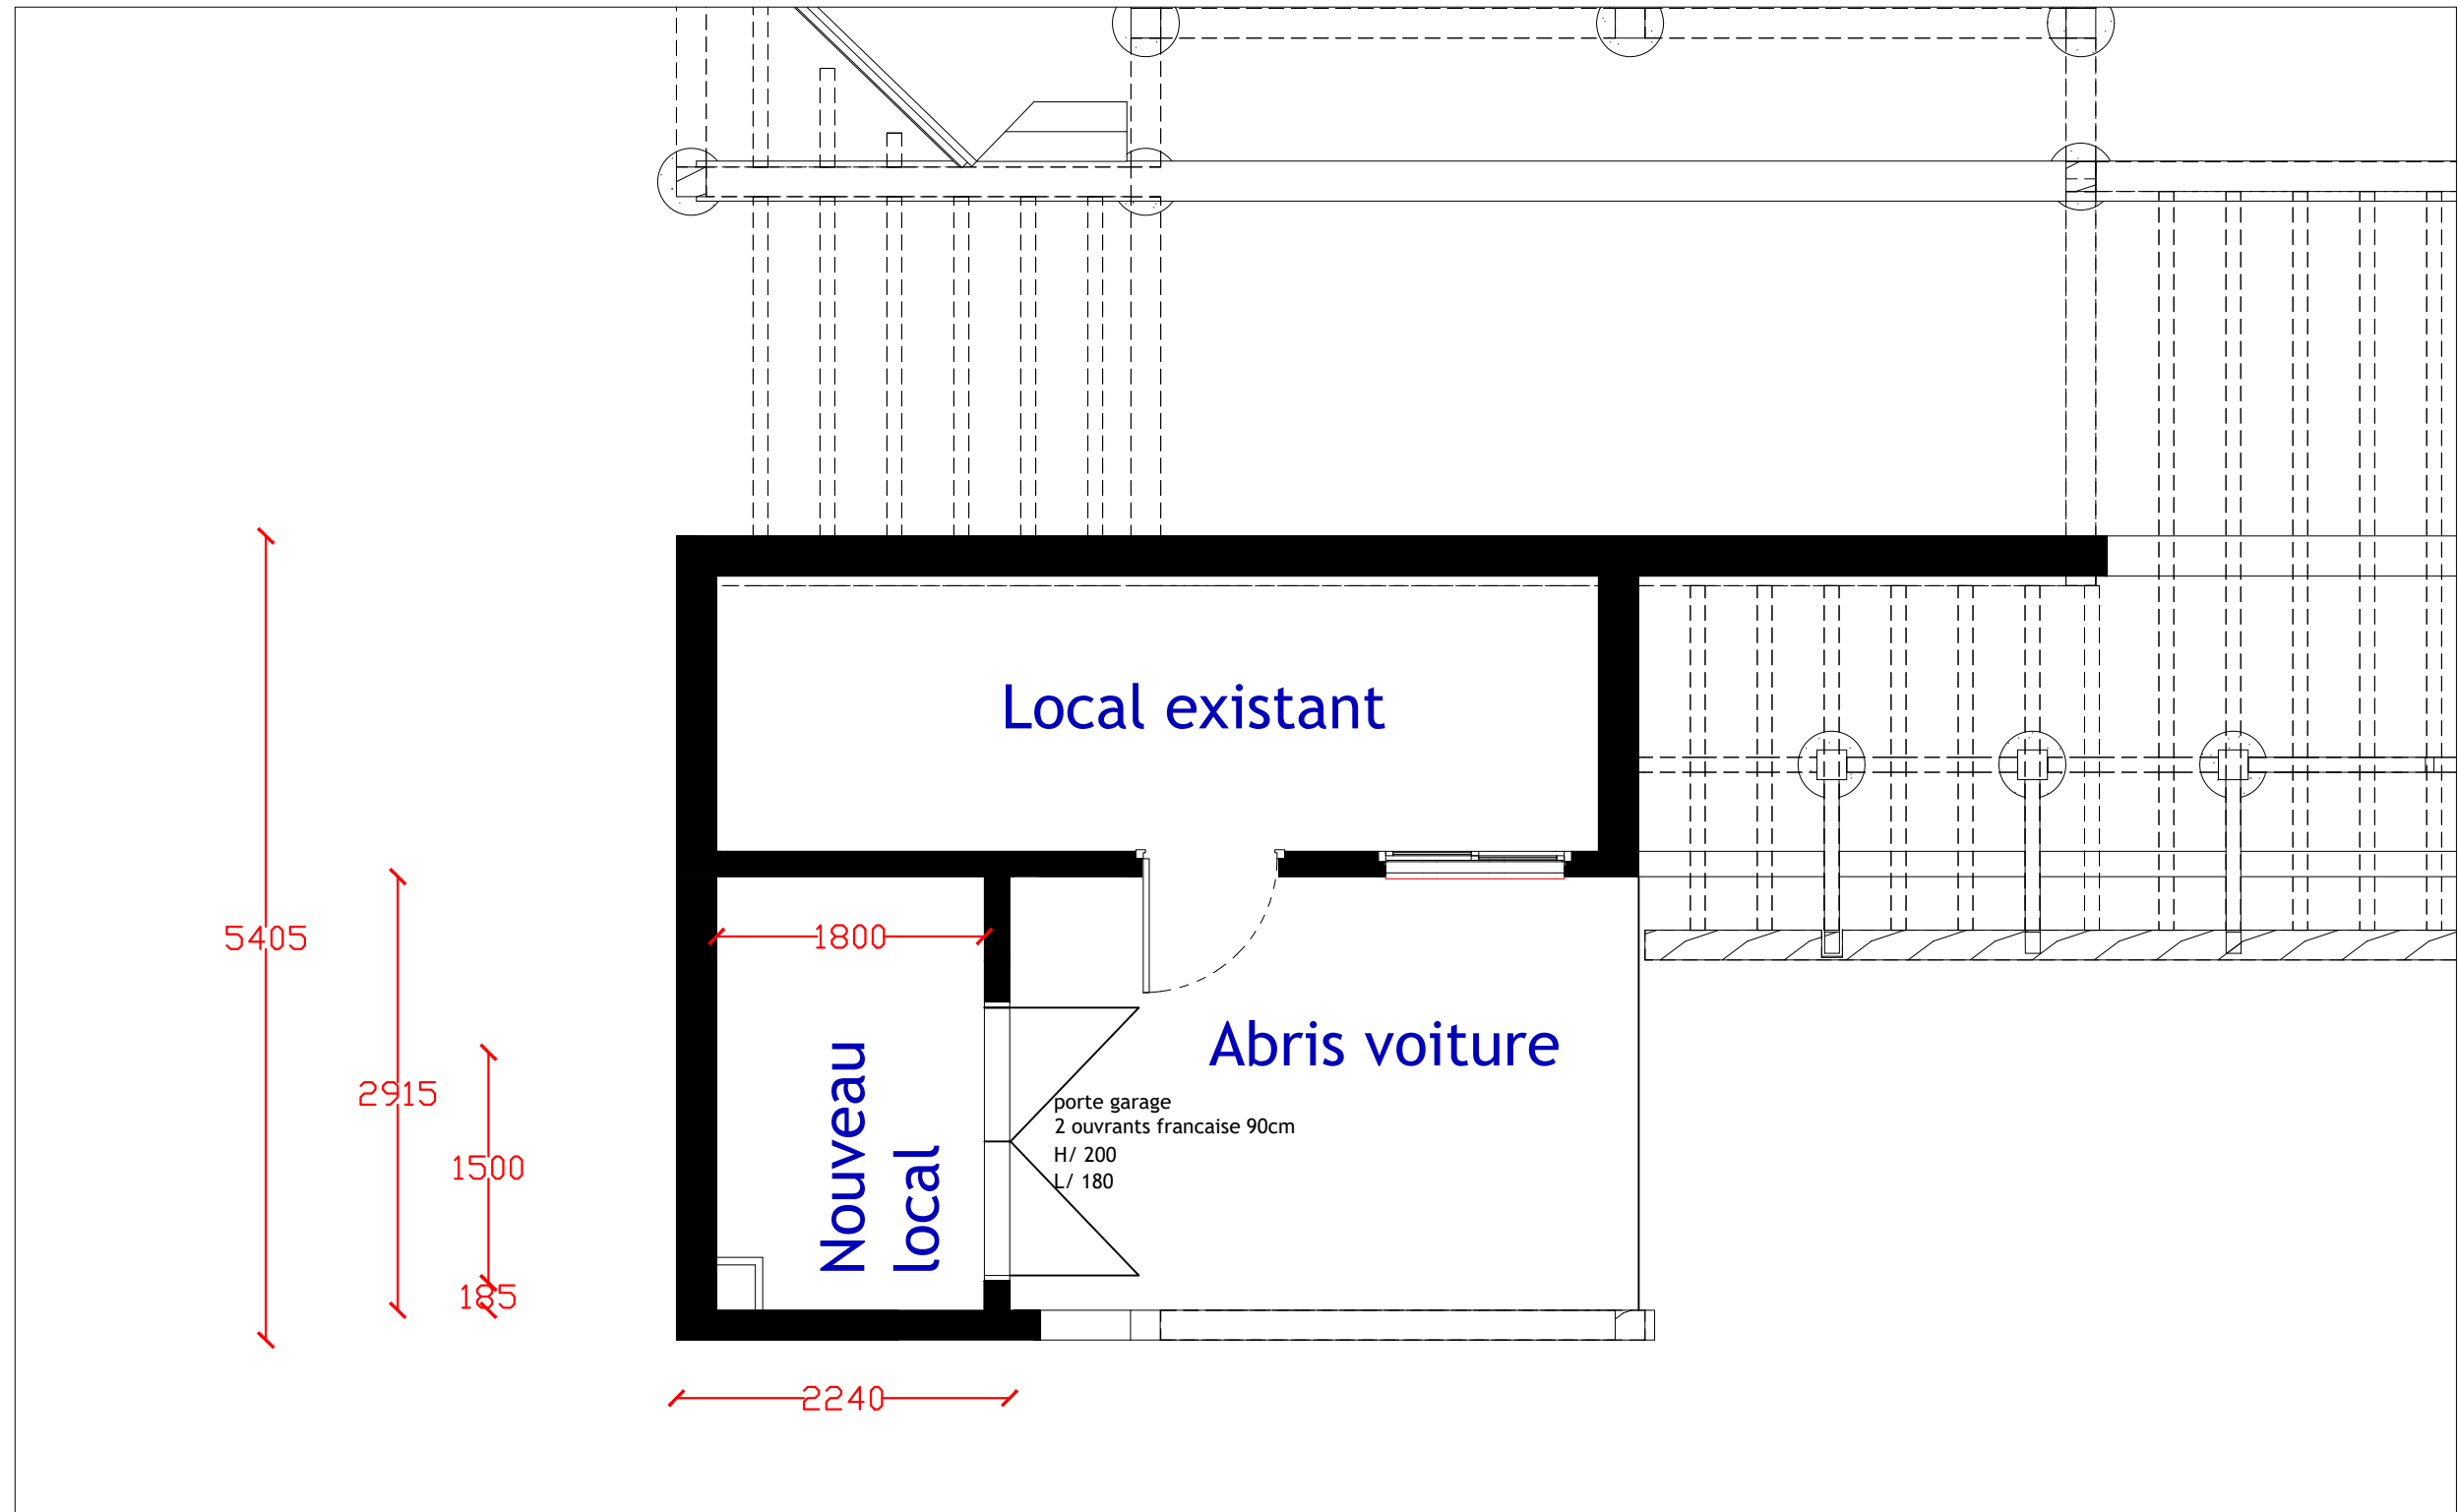 Local existant
5405
1800
Abris voiture
2915
porte garage
2 ouvrants francaise 90cm
H/ 200
L/ 180
1500
Nouveau
local
185
2240